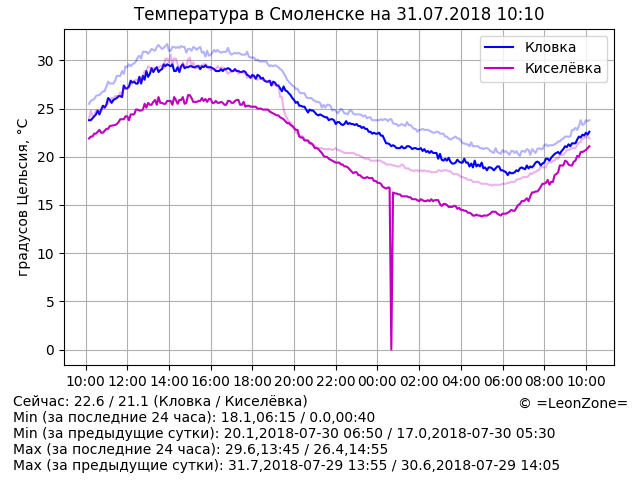 Температура в Смоленске на 31.07.2018 10:10
Кловка
Киселёвка
градусов Цельсия, °C
30
25
20
15
10
5
0
10:00 12:00 14:00 16:00 18:00 20:00 22:00 00:00 02:00 04:00 06:00 08:00 10:00
Сейчас: 22.6 / 21.1 (Кловка / Киселёвка)
© =LeonZone=
Min (за последние 24 часа): 18.1,06:15 / 0.0,00:40
Min (за предыдущие сутки): 20.1,2018-07-30 06:50 / 17.0,2018-07-30 05:30
Max (за последние 24 часа): 29.6,13:45 / 26.4,14:55
Max (за предыдущие сутки): 31.7,2018-07-29 13:55 / 30.6,2018-07-29 14:05